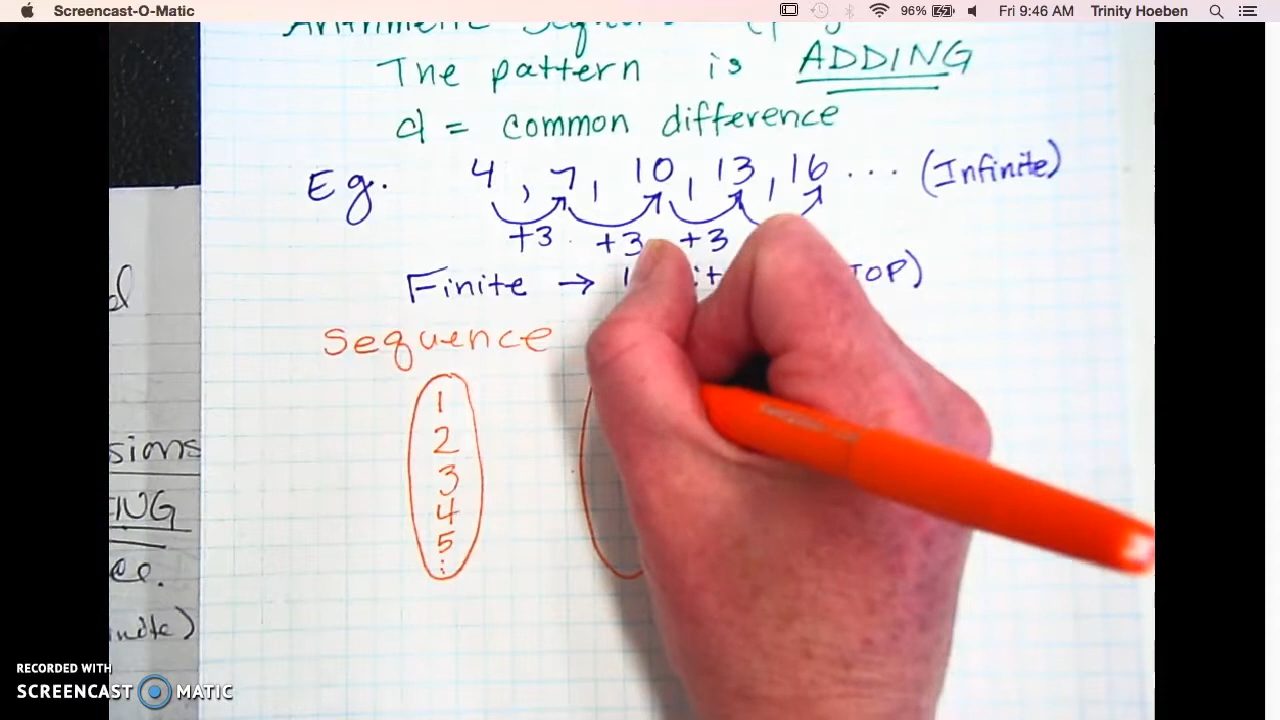 Screencast-O-Matic 96% Fri 9:46 AM Trinity Hoeben
Arithmetic
The pattern is ADDING
d = common difference
Eg. 4, 7, 10, 13, 16 ... (Infinite)
+3 +3 +3
Finite →
Sequence
1
2
3
4
5
⋮
RECORDED WITH
SCREENCAST MATIC